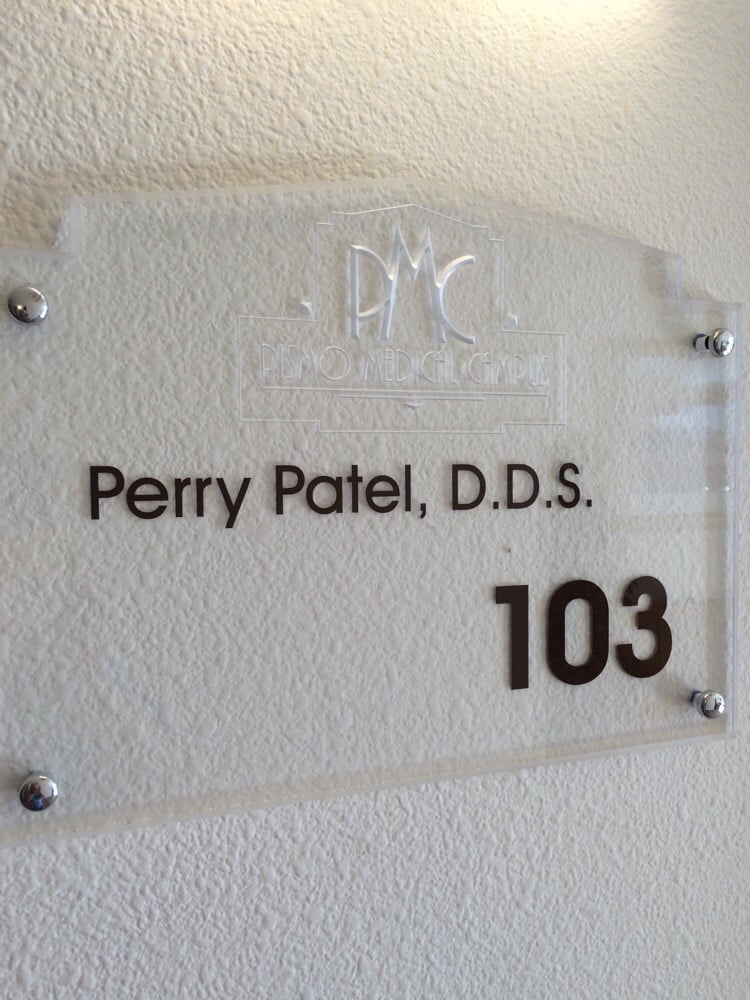 PMC
PISMO MEDICAL CAMPUS
Perry Patel, D.D.S.
103